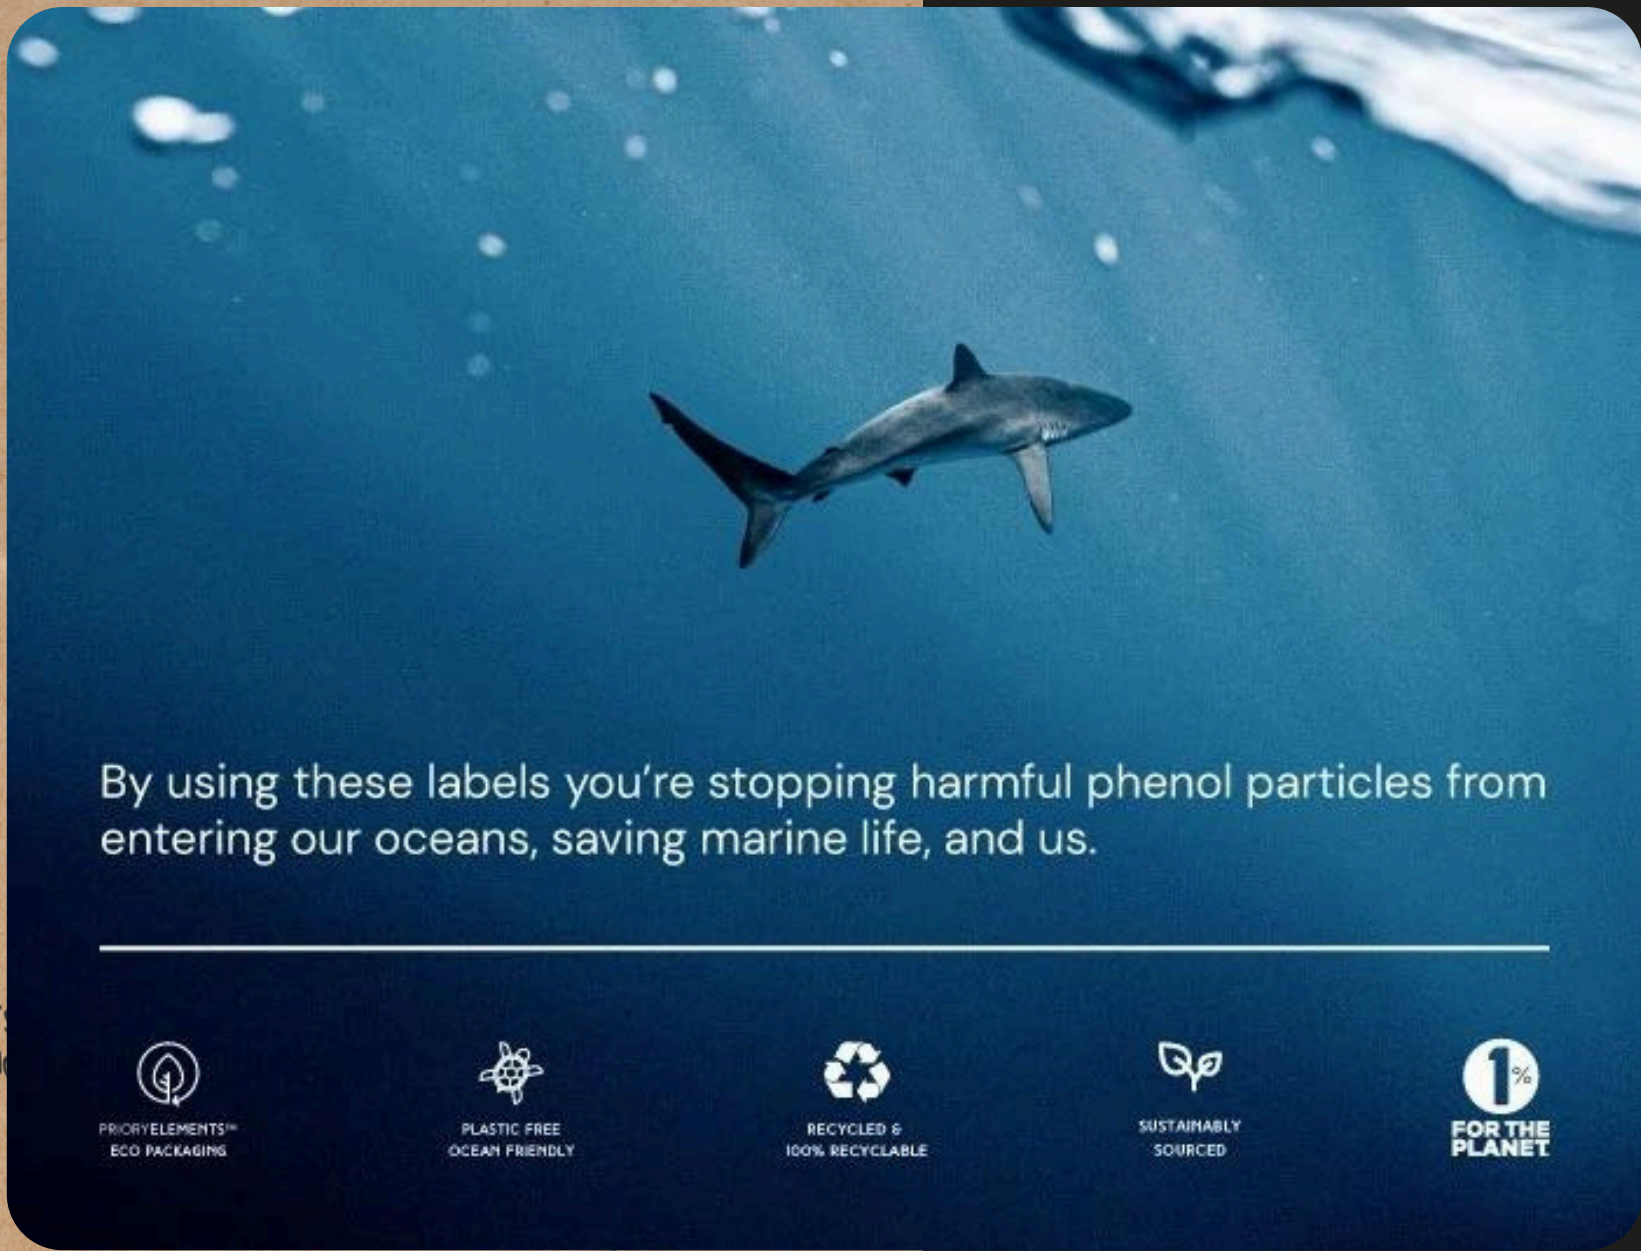 By using these labels you're stopping harmful phenol particles from
entering our oceans, saving marine life, and us.
PRIORYELEMENTS™
ECO PACKAGING
PLASTIC FREE
OCEAN FRIENDLY
RECYCLED &
100% RECYCLABLE
SUSTAINABLY
SOURCED
1%
FOR THE
PLANET